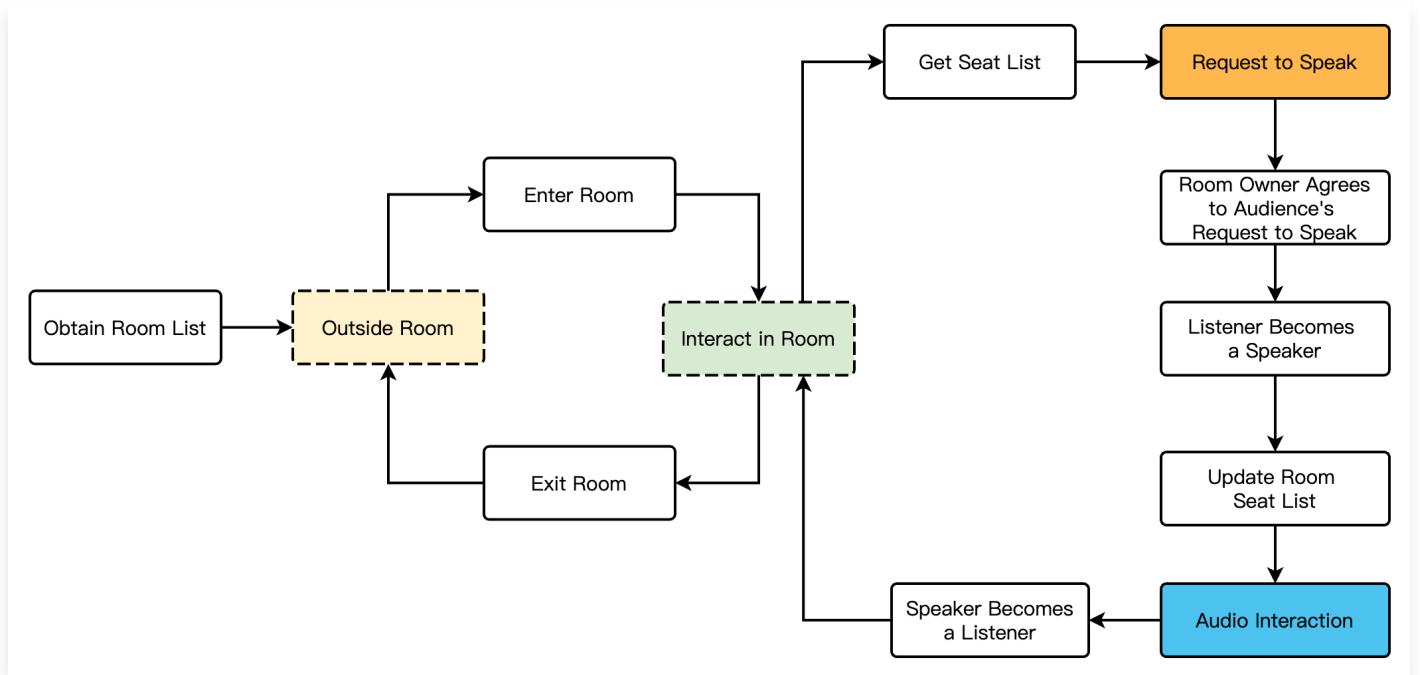 Get Seat List
Request to Speak
Enter Room
Room Owner Agrees
to Audience's
Request to Speak
Obtain Room List
Outside Room
Interact in Room
Listener Becomes
a Speaker
Exit Room
Update Room
Seat List
Speaker Becomes
a Listener
Audio Interaction